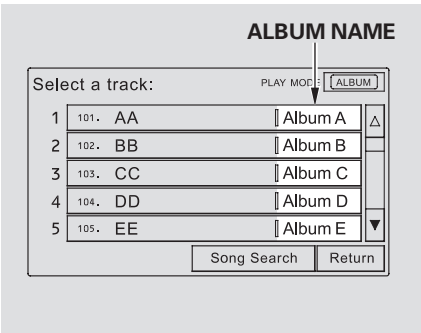 ALBUM NAME
Select a track: PLAY MODE [ALBUM]
1 101. AA [Album A
2 102. BB [Album B
3 103. CC [Album C
4 104. DD [Album D
5 105. EE [Album E
Song Search Return